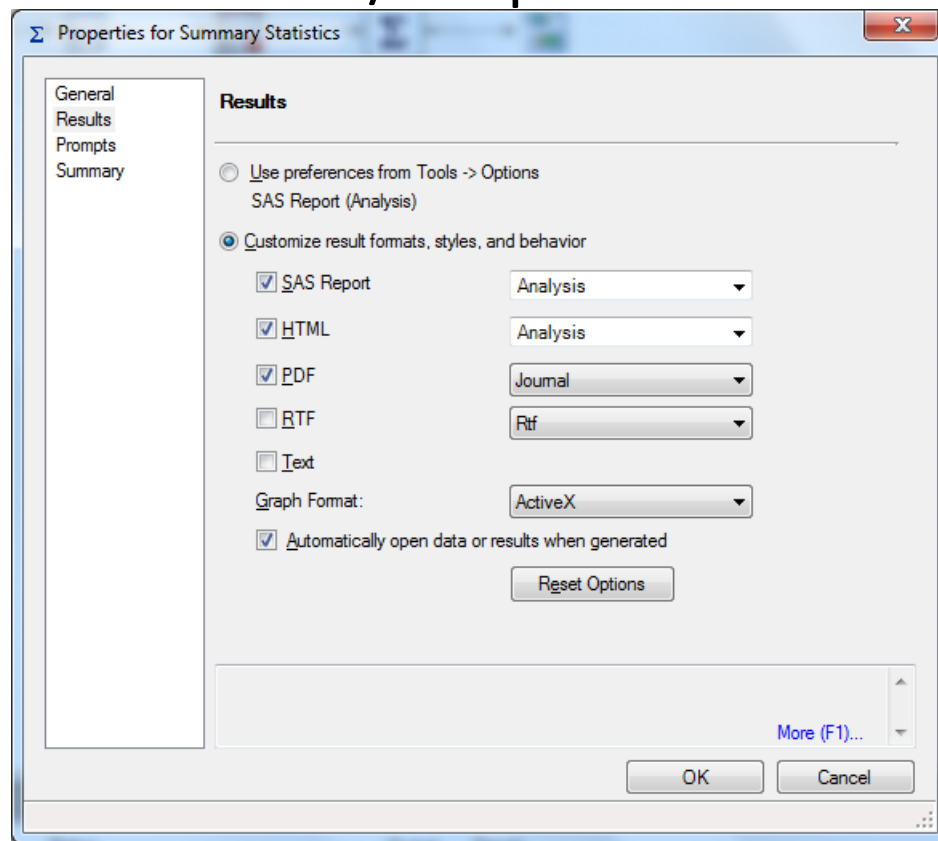 Σ Properties for Summary Statistics
General
Results
Prompts
Summary
Results
Use preferences from Tools -> Options
SAS Report (Analysis)
Customize result formats, styles, and behavior
SAS Report Analysis
HTML Analysis
PDF Journal
RTF Rtf
Text
Graph Format: ActiveX
Automatically open data or results when generated
Reset Options
More (F1)...
OK Cancel